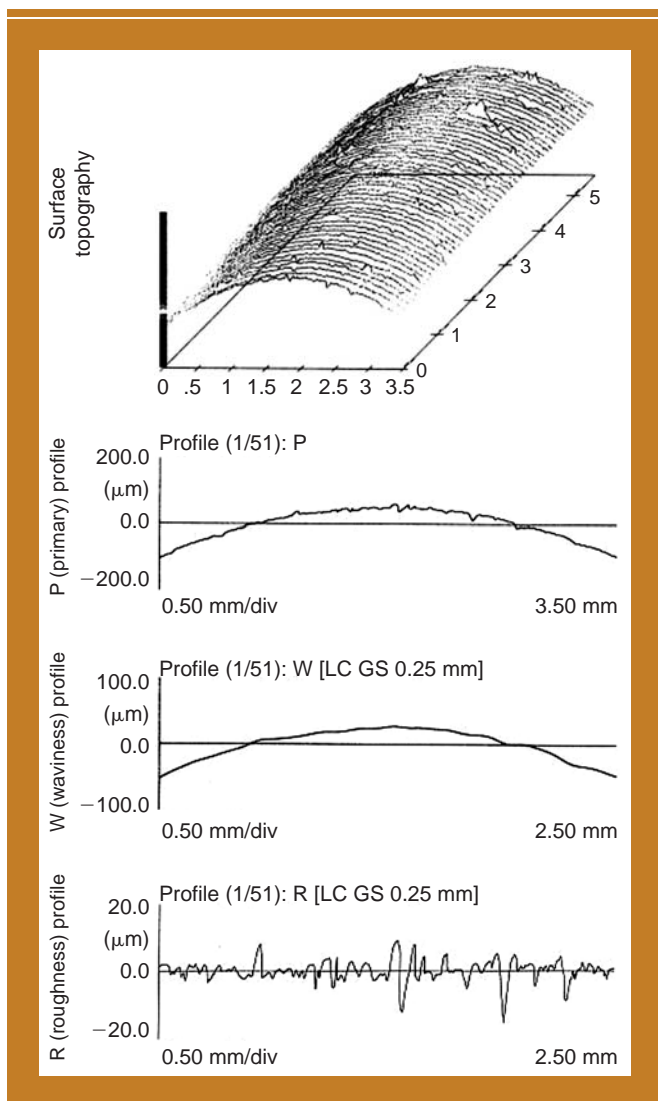 Surface
topography
5
4
3
2
1
0
0 .5 1 1.5 2 2.5 3 3.5
Profile (1/51): P
P (primary) profile
200.0
(μm)
0.0
−200.0
0.50 mm/div 3.50 mm
Profile (1/51): W [LC GS 0.25 mm]
W (waviness) profile
100.0
(μm)
0.0
−100.0
0.50 mm/div 2.50 mm
Profile (1/51): R [LC GS 0.25 mm]
R (roughness) profile
20.0
(μm)
0.0
−20.0
0.50 mm/div 2.50 mm